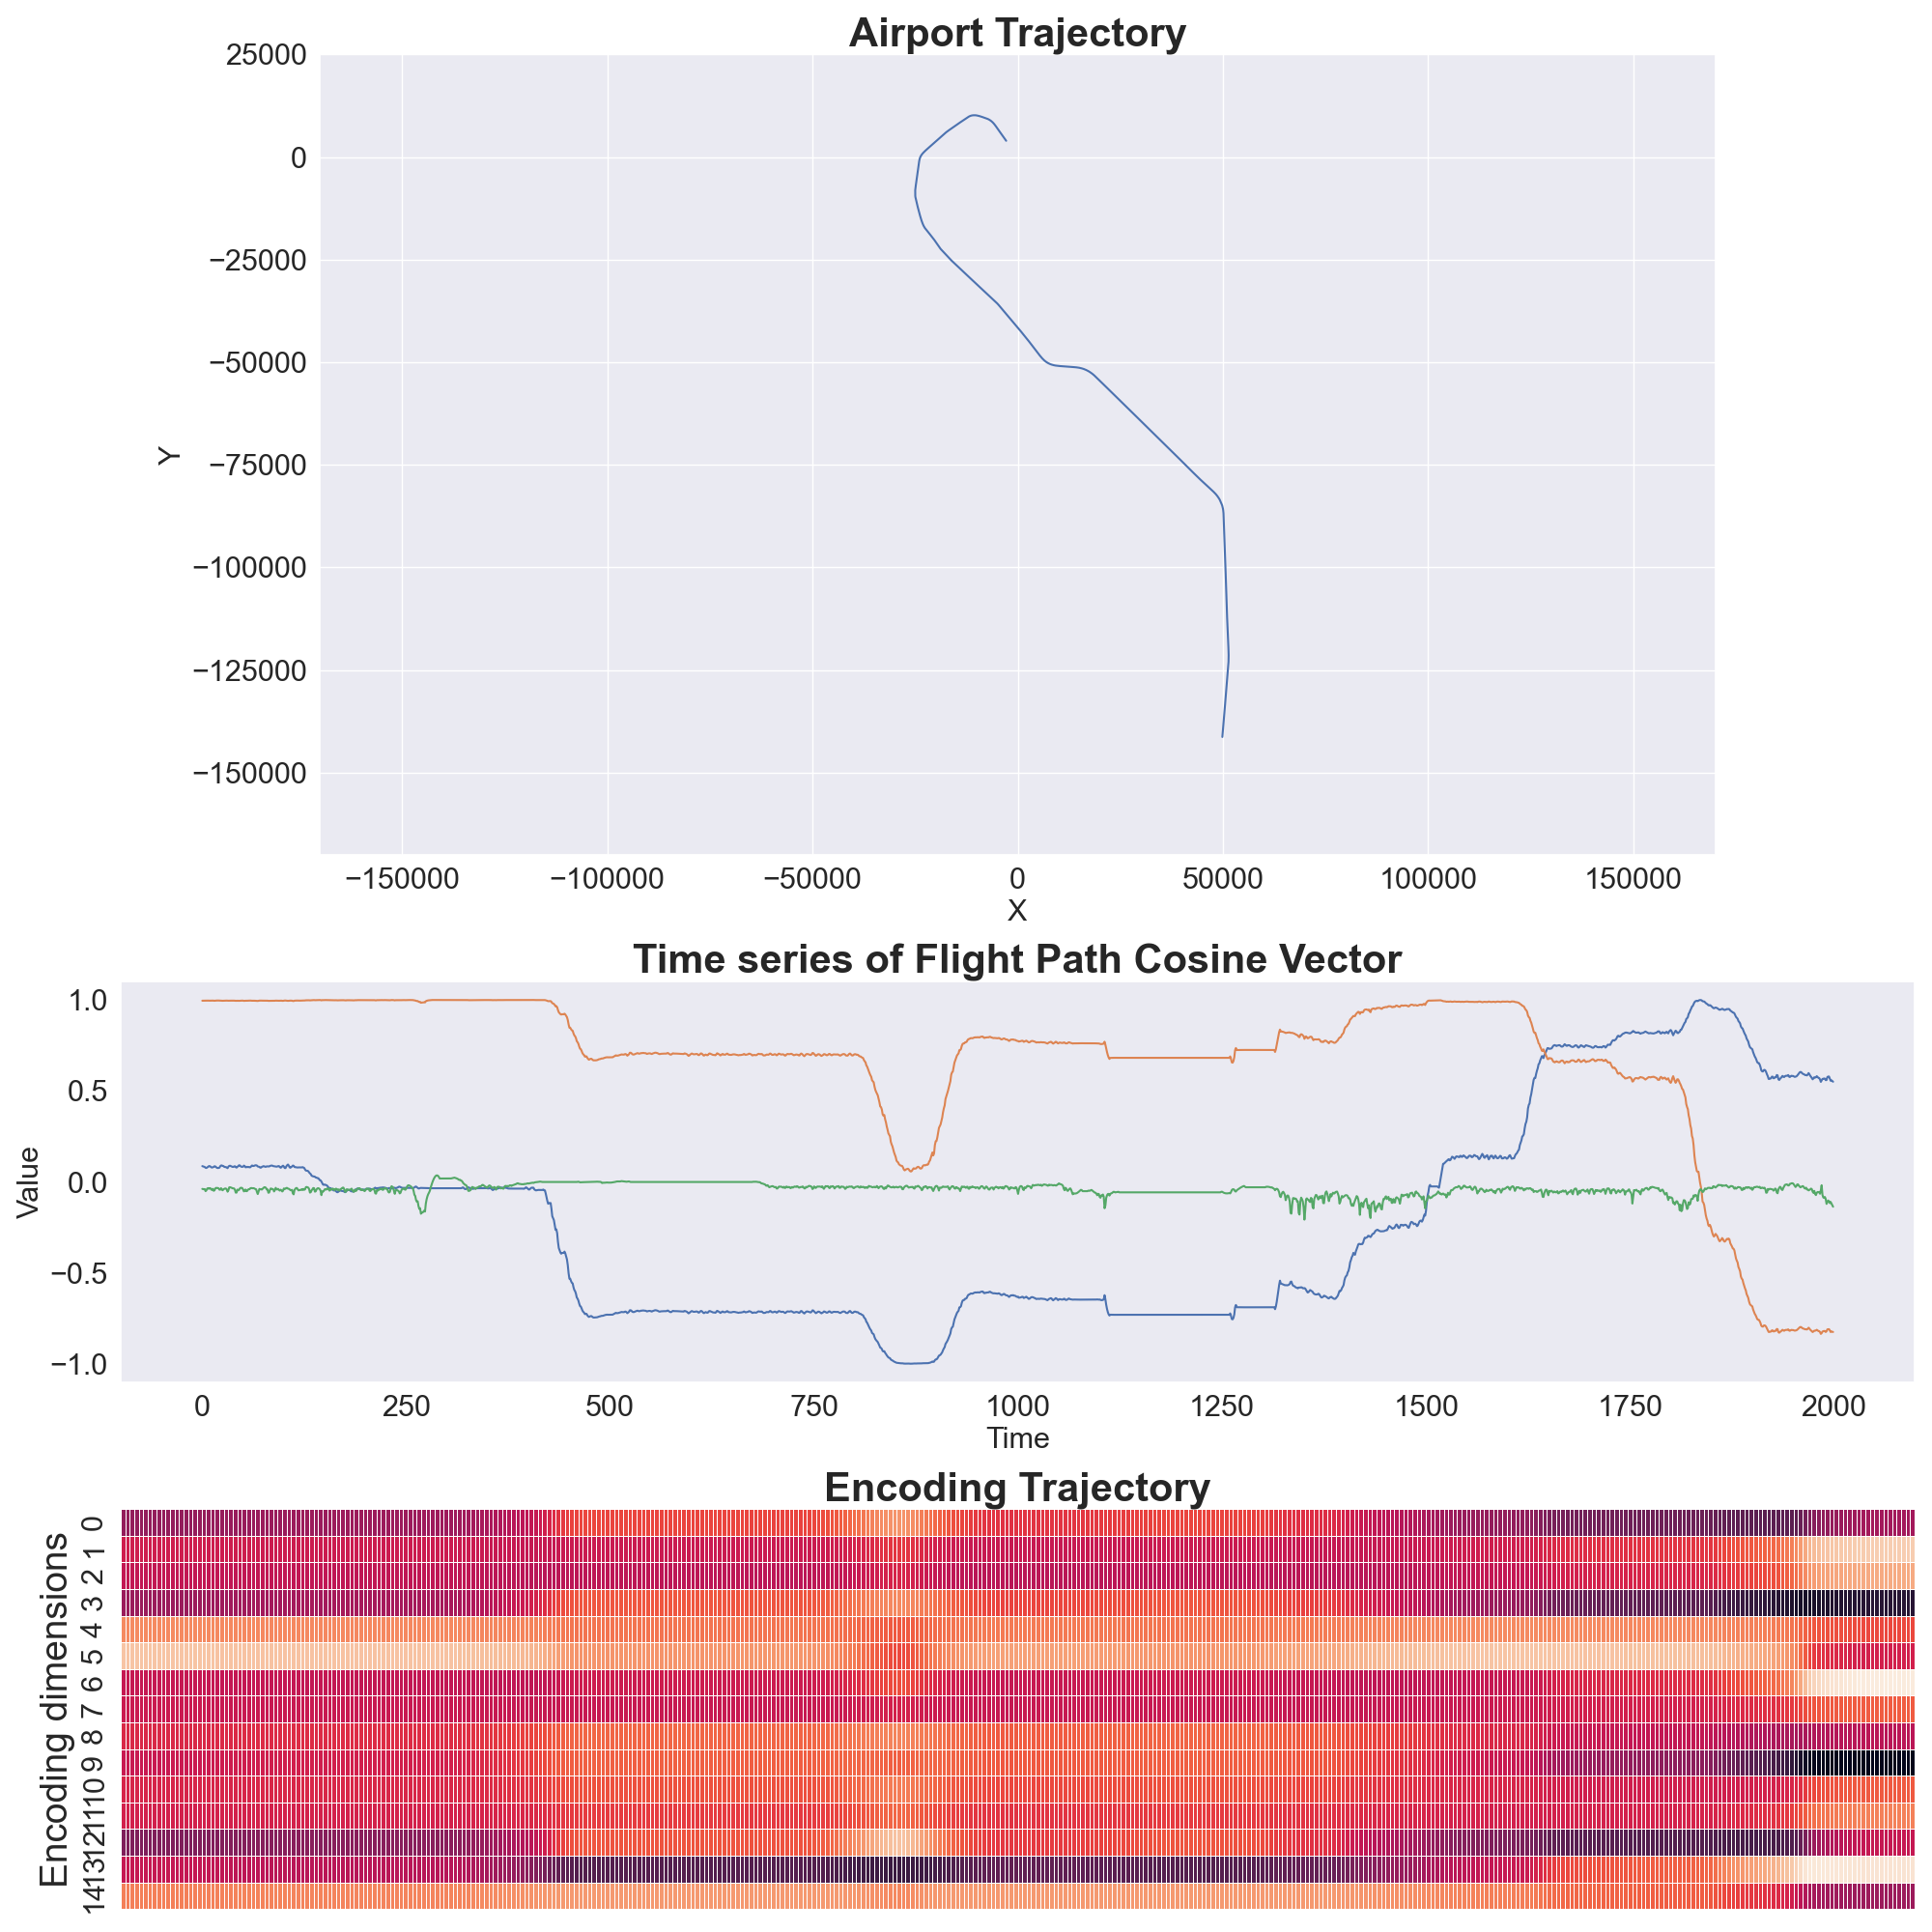 Airport Trajectory
25000
0
−25000
−50000
−75000
−100000
−125000
−150000
Y
−150000 −100000 −50000 0 50000 100000 150000
X
Time series of Flight Path Cosine Vector
1.0
0.5
0.0
−0.5
−1.0
Value
0 250 500 750 1000 1250 1500 1750 2000
Time
Encoding Trajectory
Encoding dimensions
0
1
2
3
4
5
6
7
8
9
10
11
12
13
14